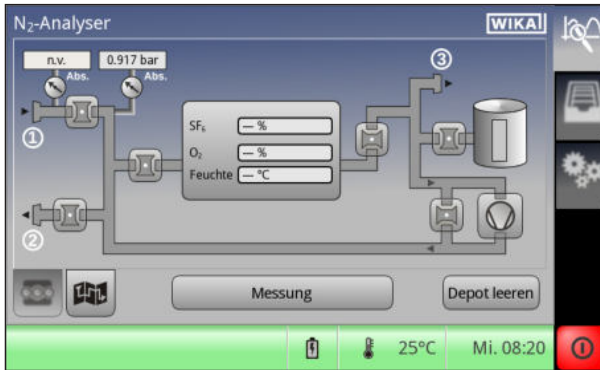 N₂-Analyser
WIKA
n.v.
0.917 bar
Abs.
Abs.
①
②
③
SF₆ — %
O₂ — %
Feuchte — °C
Messung
Depot leeren
25°C
Mi. 08:20